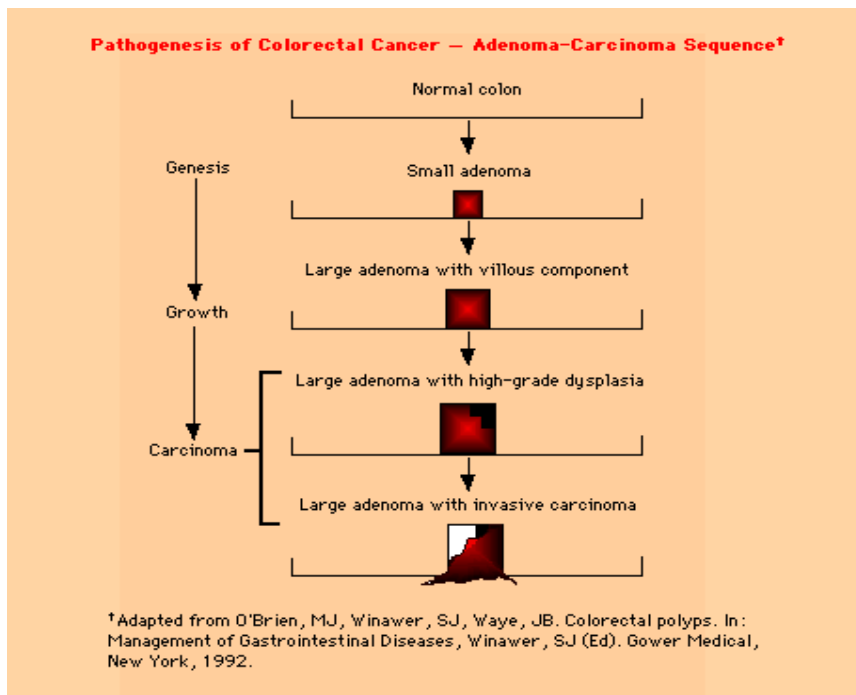 Pathogenesis of Colorectal Cancer — Adenoma-Carcinoma Sequence†
Normal colon
Genesis
Small adenoma
Large adenoma with villous component
Growth
Large adenoma with high-grade dysplasia
Carcinoma
Large adenoma with invasive carcinoma
†Adapted from O'Brien, MJ, Winawer, SJ, Waye, JB. Colorectal polyps. In:
Management of Gastrointestinal Diseases, Winawer, SJ (Ed). Gower Medical,
New York, 1992.